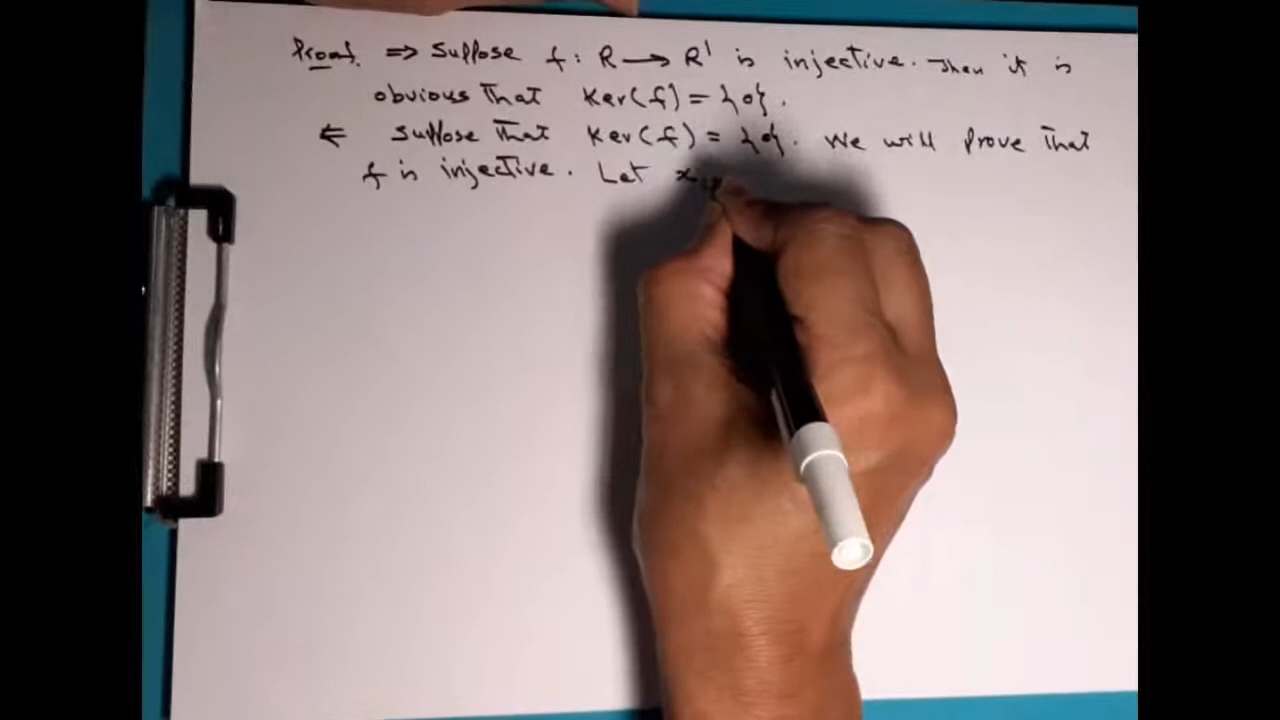 Proof. ⇒ Suppose f: R → R' is injective. Then it is
obvious that Ker(f) = {0}.
⇐ Suppose that Ker(f) = {0}. We will prove that
f is injective. Let x,y